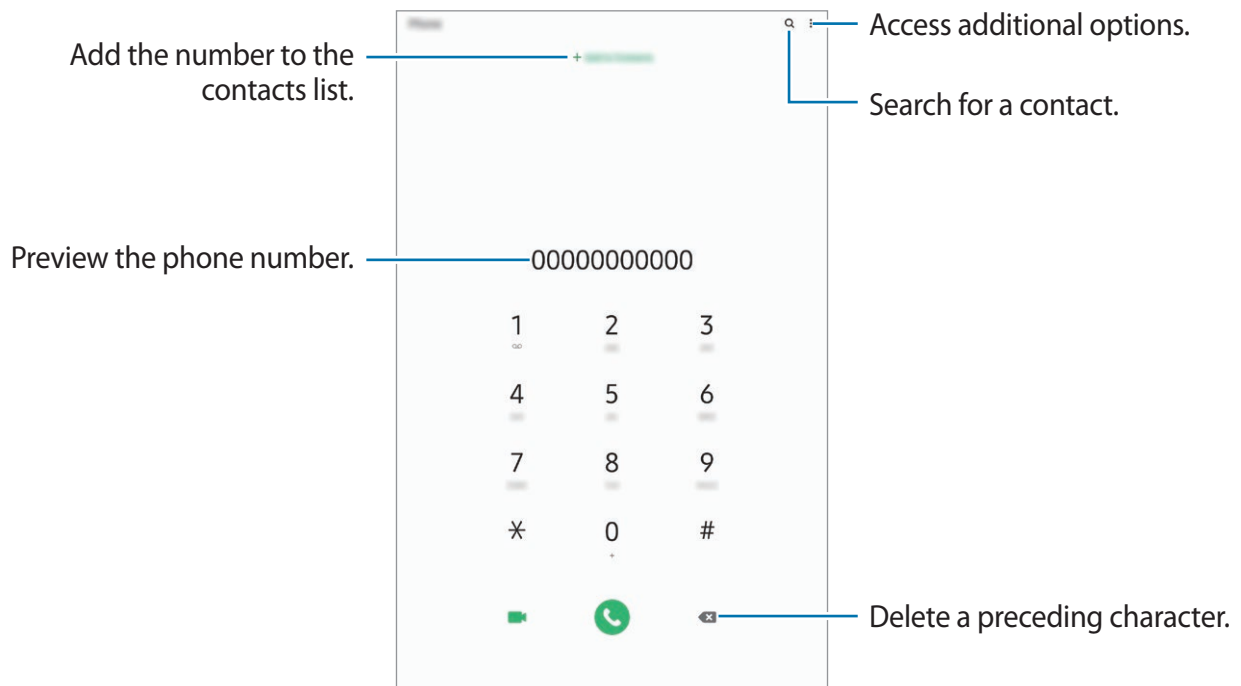 Access additional options.
Add the number to the
contacts list.
Search for a contact.
Preview the phone number.
00000000000
1 2 3
4 5 6
7 8 9
* 0 #
+
Delete a preceding character.